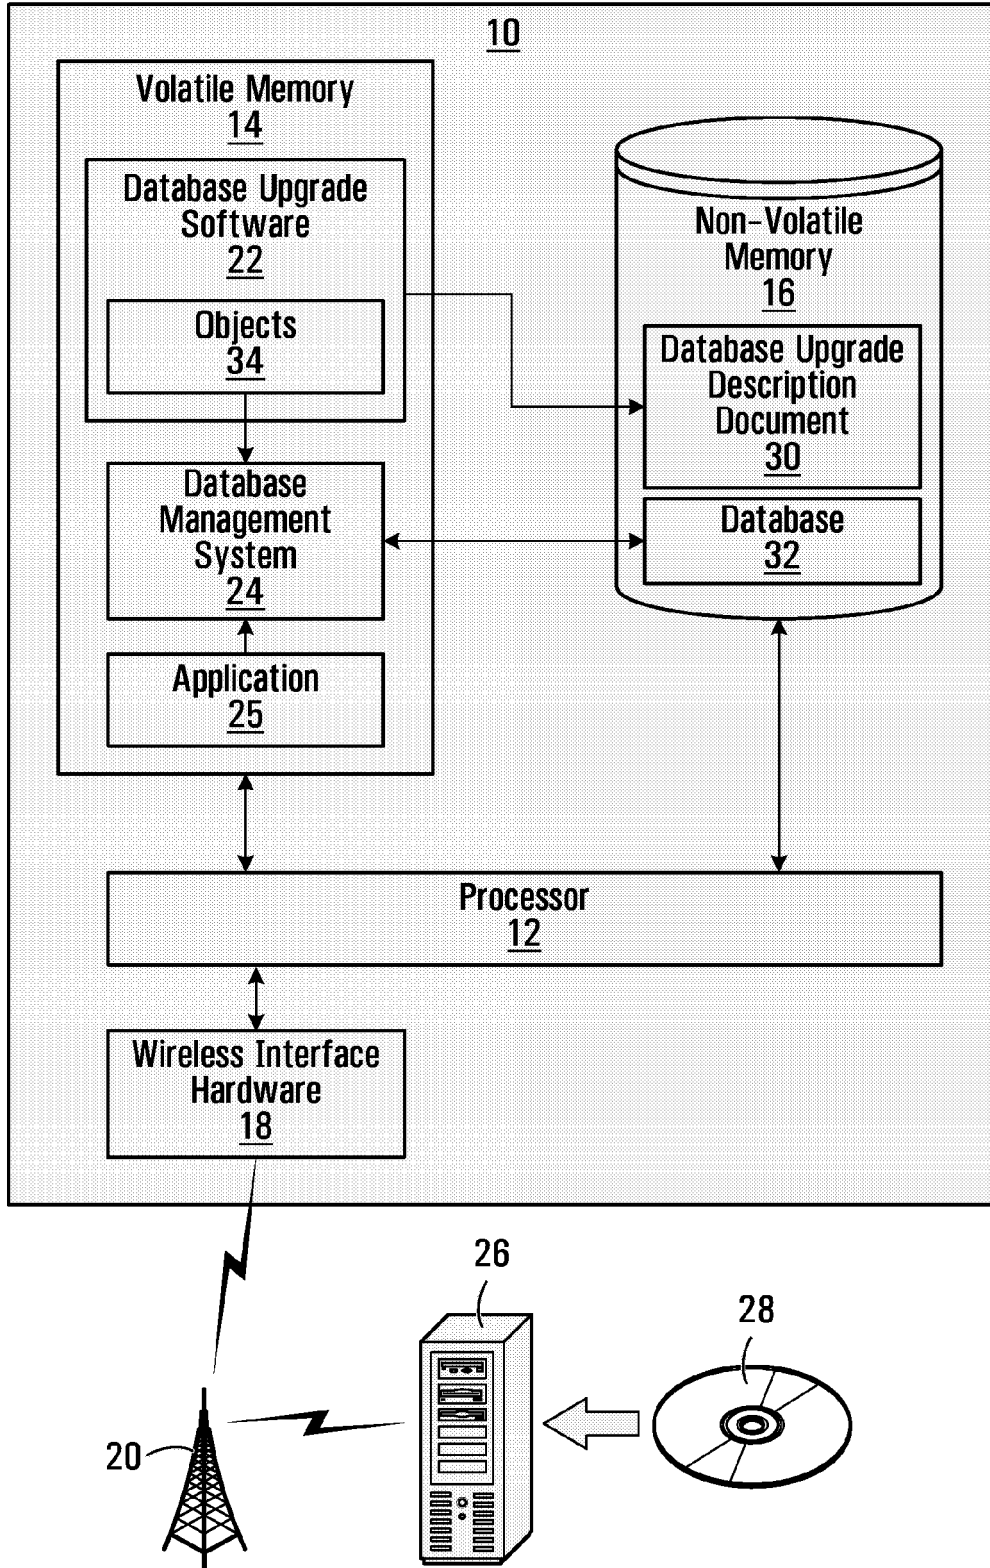 10
Volatile Memory
14
Database Upgrade
Software
22
Objects
34
Database
Management
System
24
Application
25
Non-Volatile
Memory
16
Database Upgrade
Description
Document
30
Database
32
Processor
12
Wireless Interface
Hardware
18
26
28
20